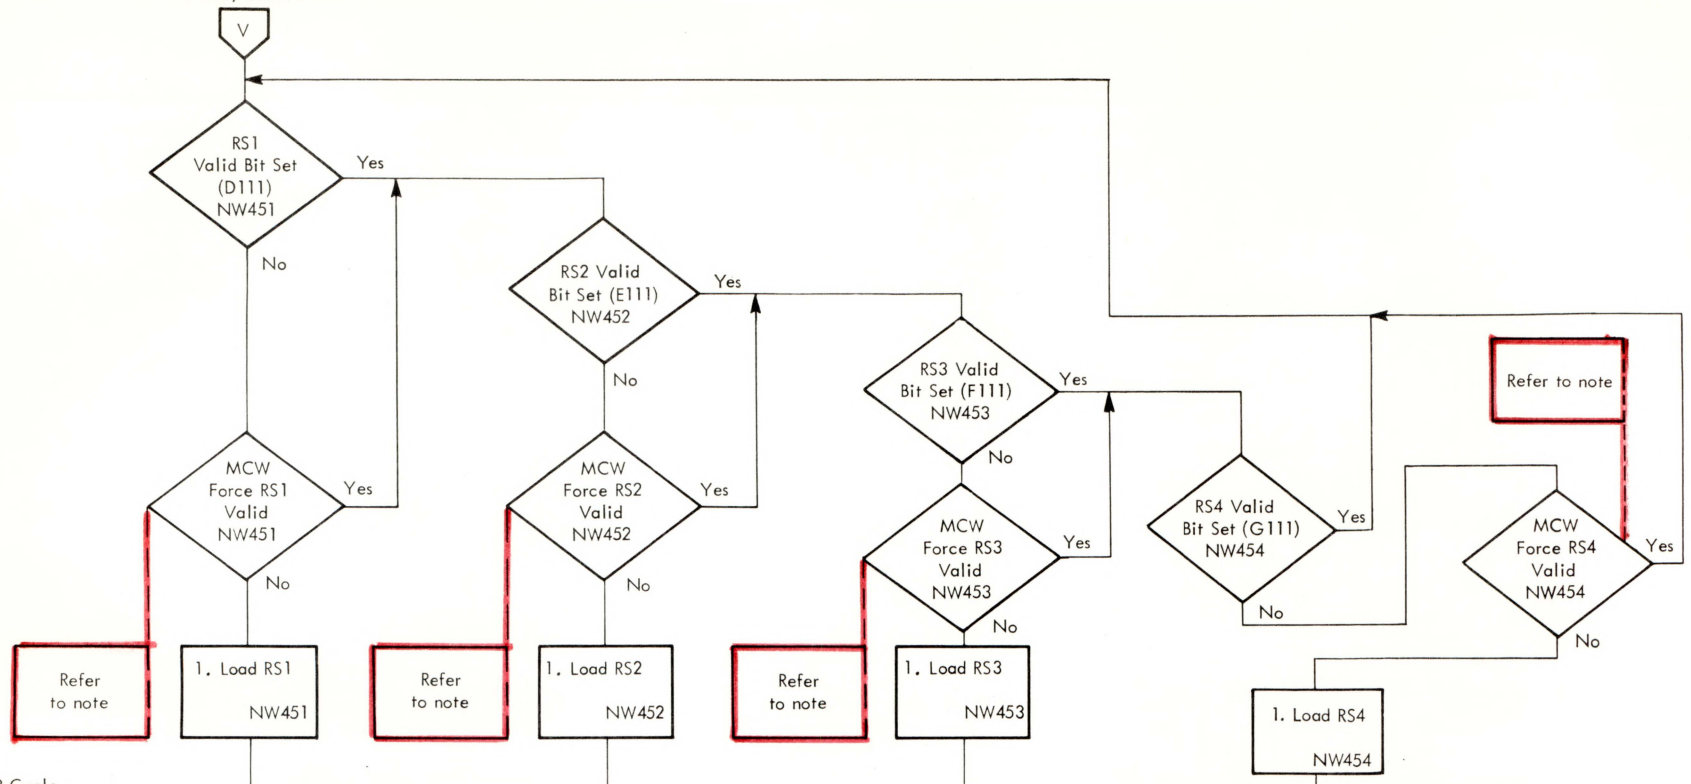 V
RS1
Valid Bit Set
(D111)
NW451
Yes
No
RS2 Valid
Bit Set (E111)
NW452
Yes
No
RS3 Valid
Bit Set (F111)
NW453
Yes
No
RS4 Valid
Bit Set (G111)
NW454
Yes
No
Refer to note
MCW
Force RS1
Valid
NW451
Yes
No
MCW
Force RS2
Valid
NW452
Yes
No
MCW
Force RS3
Valid
NW453
Yes
No
MCW
Force RS4
Valid
NW454
Yes
No
Refer
to note
1. Load RS1
NW451
Refer
to note
1. Load RS2
NW452
Refer
to note
1. Load RS3
NW453
1. Load RS4
NW454